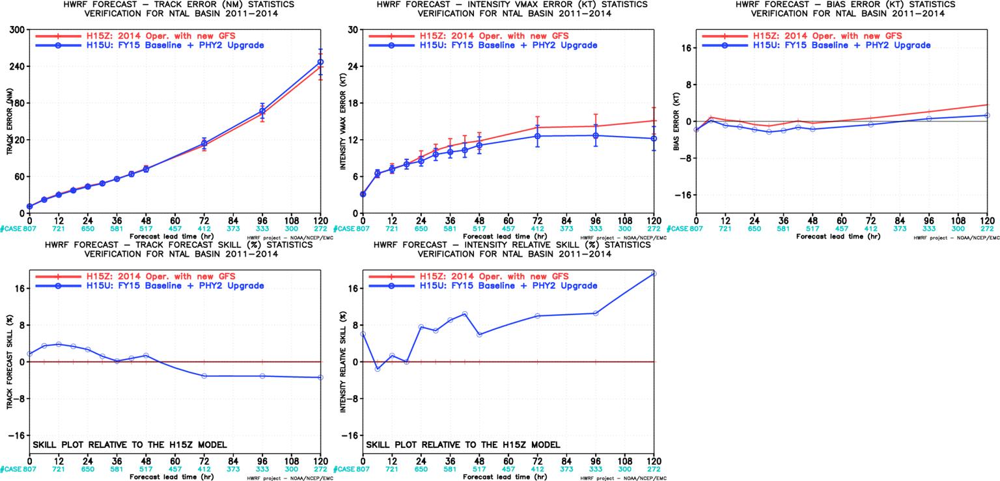 HWRF FORECAST – TRACK ERROR (NM) STATISTICS
VERIFICATION FOR NTAL BASIN 2011–2014
H15Z: 2014 Oper. with new GFS
H15U: FY15 Baseline + PHY2 Upgrade
TRACK ERROR (NM)
300
240
180
120
60
0
0 12 24 36 48 60 72 84 96 108 120
#CASE 807 721 650 581 517 457 412 373 333 300 272
Forecast lead time (hr)
HWRF project – NOAA/NCEP/EMC
HWRF FORECAST – INTENSITY VMAX ERROR (KT) STATISTICS
VERIFICATION FOR NTAL BASIN 2011–2014
H15Z: 2014 Oper. with new GFS
H15U: FY15 Baseline + PHY2 Upgrade
INTENSITY VMAX ERROR (KT)
30
24
18
12
6
0
0 12 24 36 48 60 72 84 96 108 120
#CASE 807 721 650 581 517 457 412 373 333 300 272
Forecast lead time (hr)
HWRF project – NOAA/NCEP/EMC
HWRF FORECAST – BIAS ERROR (KT) STATISTICS
VERIFICATION FOR NTAL BASIN 2011–2014
H15Z: 2014 Oper. with new GFS
H15U: FY15 Baseline + PHY2 Upgrade
BIAS ERROR (KT)
16
8
0
–8
–16
0 12 24 36 48 60 72 84 96 108 120
#CASE 807 721 650 581 517 457 412 373 333 300 272
Forecast lead time (hr)
HWRF project – NOAA/NCEP/EMC
HWRF FORECAST – TRACK FORECAST SKILL (%) STATISTICS
VERIFICATION FOR NTAL BASIN 2011–2014
H15Z: 2014 Oper. with new GFS
H15U: FY15 Baseline + PHY2 Upgrade
TRACK FORECAST SKILL (%)
16
8
0
–8
–16
SKILL PLOT RELATIVE TO THE H15Z MODEL
0 12 24 36 48 60 72 84 96 108 120
#CASE 807 721 650 581 517 457 412 373 333 300 272
Forecast lead time (hr)
HWRF project – NOAA/NCEP/EMC
HWRF FORECAST – INTENSITY RELATIVE SKILL (%) STATISTICS
VERIFICATION FOR NTAL BASIN 2011–2014
H15Z: 2014 Oper. with new GFS
H15U: FY15 Baseline + PHY2 Upgrade
INTENSITY RELATIVE SKILL (%)
16
8
0
–8
–16
SKILL PLOT RELATIVE TO THE H15Z MODEL
0 12 24 36 48 60 72 84 96 108 120
#CASE 807 721 650 581 517 457 412 373 333 300 272
Forecast lead time (hr)
HWRF project – NOAA/NCEP/EMC